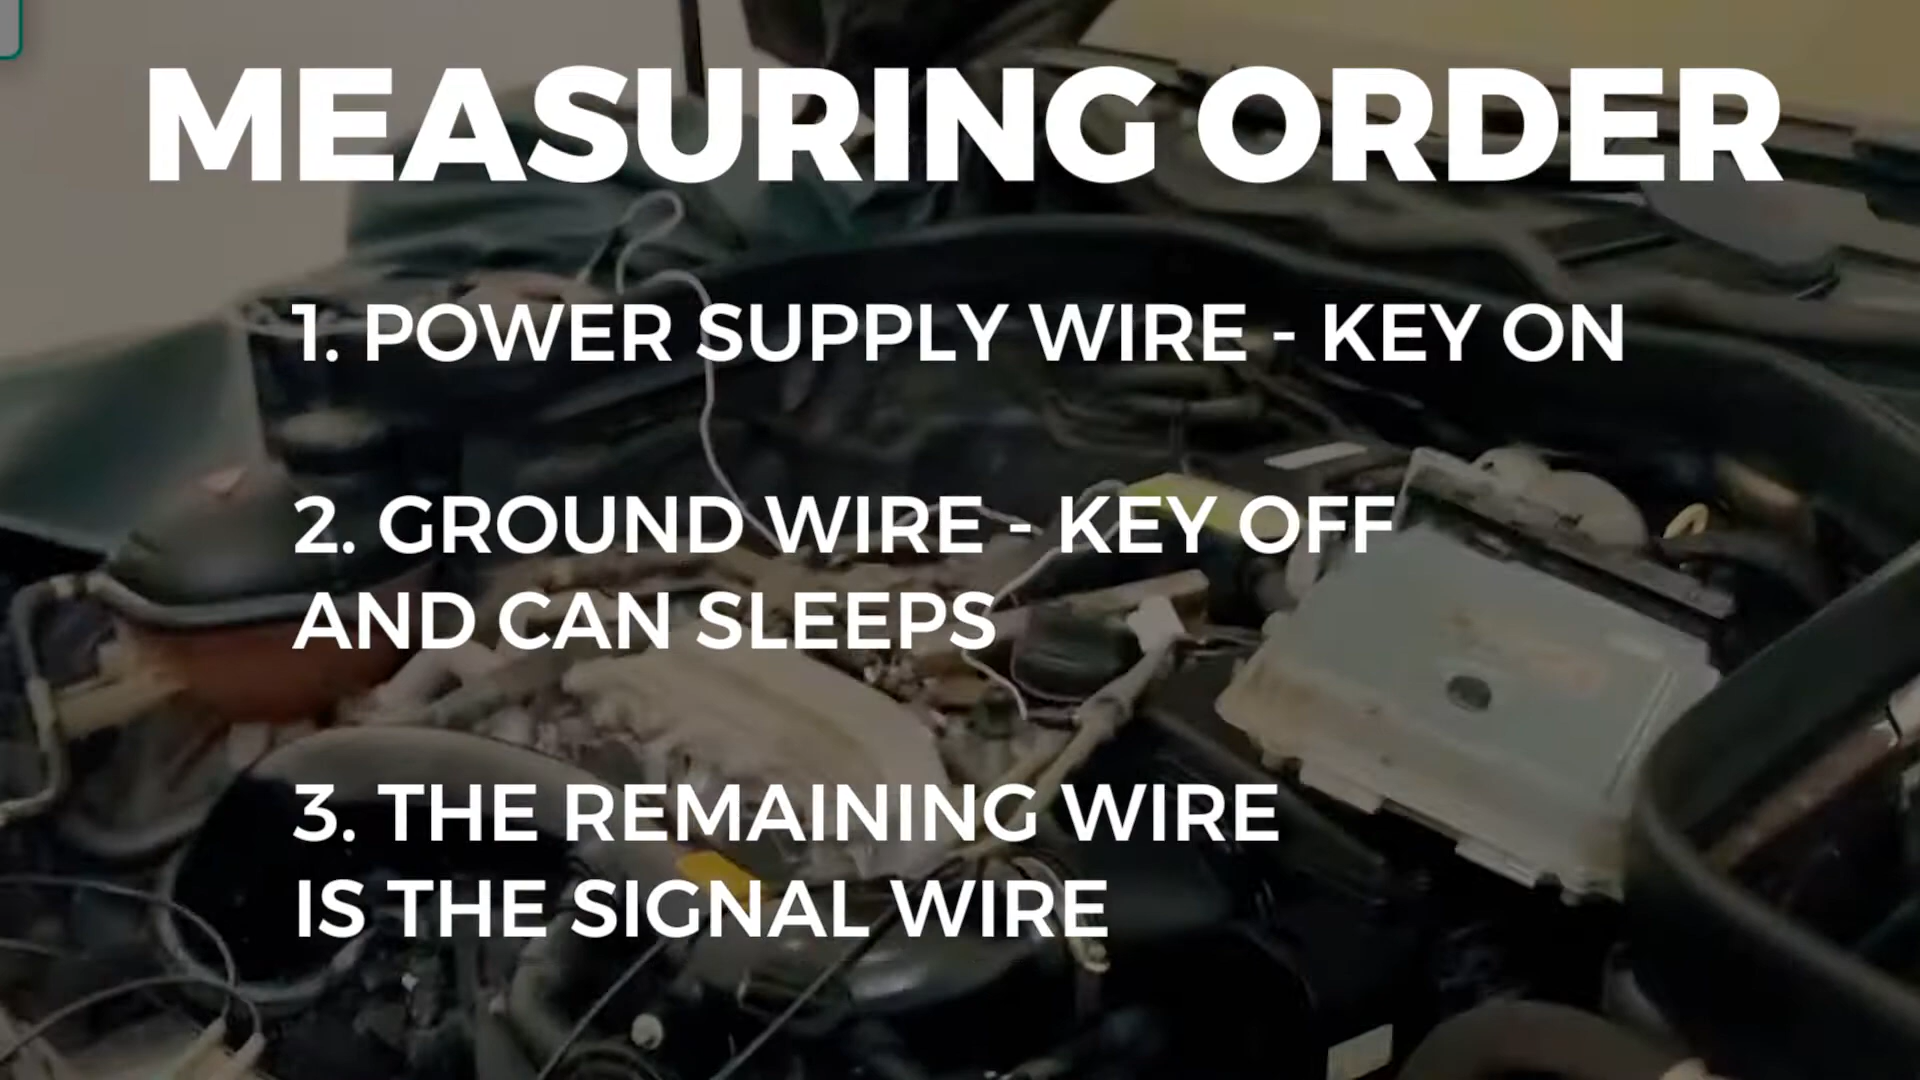 MEASURING ORDER
1. POWER SUPPLY WIRE - KEY ON
2. GROUND WIRE - KEY OFF
AND CAN SLEEPS
3. THE REMAINING WIRE
IS THE SIGNAL WIRE